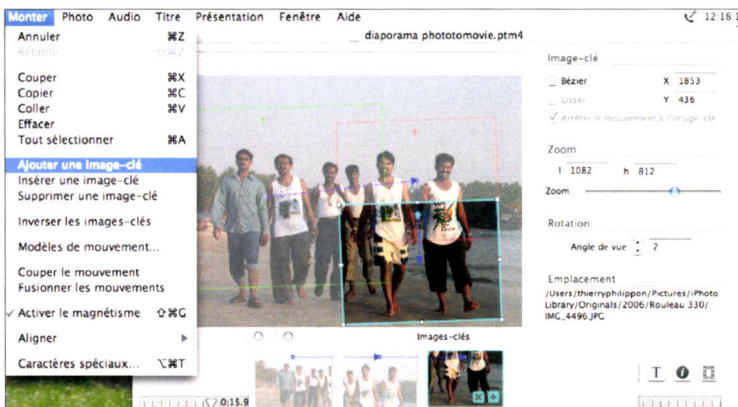 Monter Photo Audio Titre Présentation Fenêtre Aide 12:18:1
diaporama phototomovie.ptm4
Annuler ⌘Z
Rétablir ⇧⌘Z
Couper ⌘X
Copier ⌘C
Coller ⌘V
Effacer
Tout sélectionner ⌘A
Ajouter une image-clé
Insérer une image-clé
Supprimer une image-clé
Inverser les images-clés
Modèles de mouvement...
Couper le mouvement
Fusionner les mouvements
✓ Activer le magnétisme ⇧⌘G
Aligner
Caractères spéciaux... ⌥⌘T
Image-clé
Bézier X 1853
Lisser Y 436
✓ Arrêter le mouvement à l'image-clé
Zoom
l 1082 h 812
Zoom:
Rotation
Angle de vue 2
Emplacement
/Users/thierryphilippon/Pictures/iPhoto
Library/Originals/2006/Rouleau 330/
IMG_4496.JPG
Images-clés
T
0:15.9